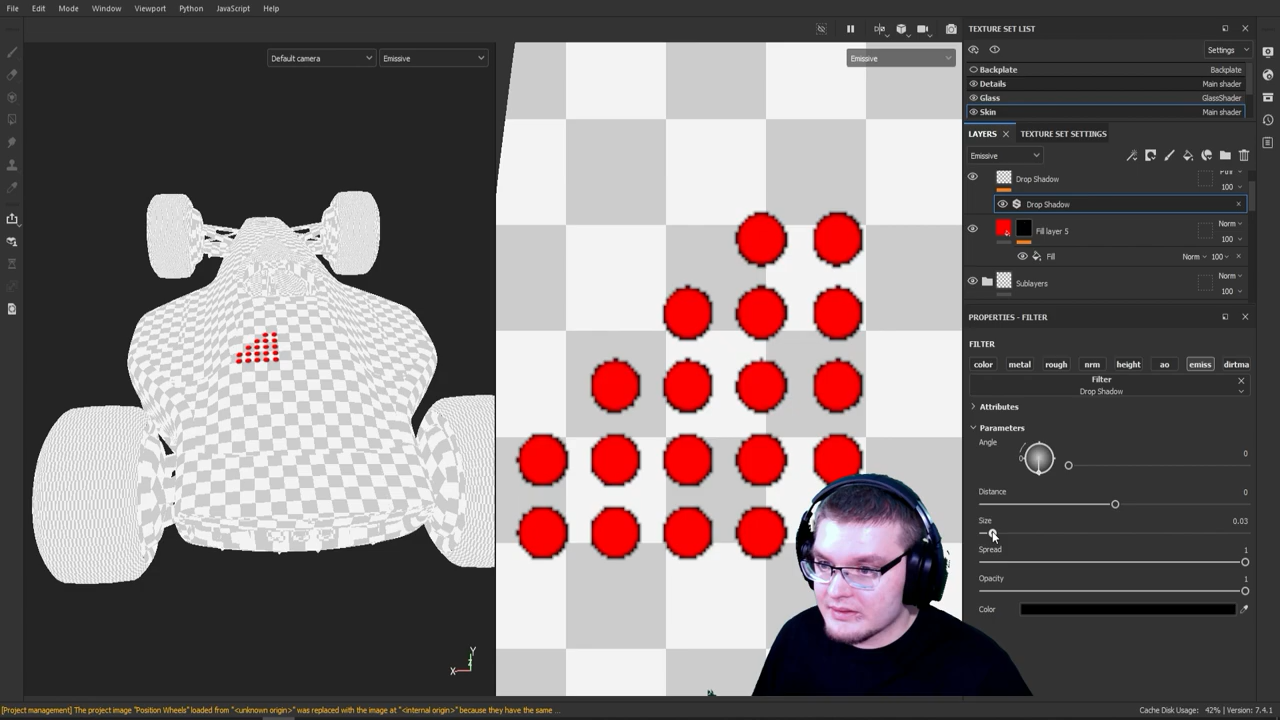 File Edit Mode Window Viewport Python JavaScript Help
Default camera
Emissive
Emissive
TEXTURE SET LIST
Settings
Backplate Backplate
Details Main shader
Glass GlassShader
Skin Main shader
LAYERS TEXTURE SET SETTINGS
Emissive
Drop Shadow
100
Drop Shadow
Fill layer 5 Norm
100
Fill Norm 100
Sublayers Norm
100
PROPERTIES - FILTER
FILTER
color metal rough nrm height ao emiss dirtma
Filter
Drop Shadow
Attributes
Parameters
Angle
0
0
Distance 0
Size 0.03
Spread 1
Opacity 1
Color
Y
Z
X
[Project management] The project image "Position Wheels" loaded from "<unknown origin>" was replaced with the image at "<internal origin>" because they have the same ...
Cache Disk Usage: 42% | Version: 7.4.1